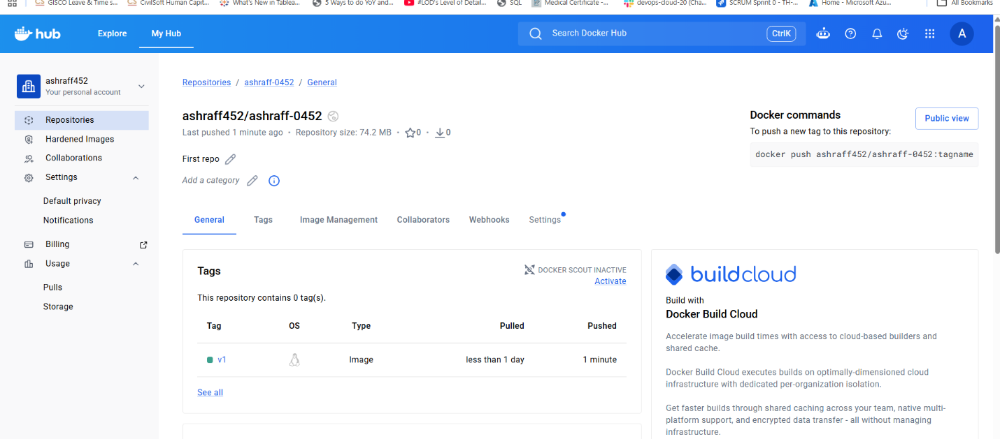 GISCO Leave & Time s...
CivilSoft Human Capit...
What's New in Tableau...
5 Ways to do YoY and...
#LOD's Level of Detail...
SQL
Medical Certificate -...
devops-cloud-20 (Cha...
SCRUM Sprint 0 - TH-...
Home - Microsoft Azu...
All Bookmarks
hub
Explore
My Hub
Search Docker Hub
CtrlK
A
ashraff452
Your personal account
Repositories
Hardened Images
Collaborations
Settings
Default privacy
Notifications
Billing
Usage
Pulls
Storage
Repositories / ashraff-0452 / General
ashraff452/ashraff-0452
Last pushed 1 minute ago • Repository size: 74.2 MB • 0 • 0
First repo
Add a category
Docker commands
Public view
To push a new tag to this repository:
docker push ashraff452/ashraff-0452:tagname
General
Tags
Image Management
Collaborators
Webhooks
Settings
Tags
DOCKER SCOUT INACTIVE
Activate
This repository contains 0 tag(s).
Tag OS Type Pulled Pushed
v1 Image less than 1 day 1 minute
See all
buildcloud
Build with
Docker Build Cloud
Accelerate image build times with access to cloud-based builders and
shared cache.
Docker Build Cloud executes builds on optimally-dimensioned cloud
infrastructure with dedicated per-organization isolation.
Get faster builds through shared caching across your team, native multi-
platform support, and encrypted data transfer - all without managing
infrastructure.